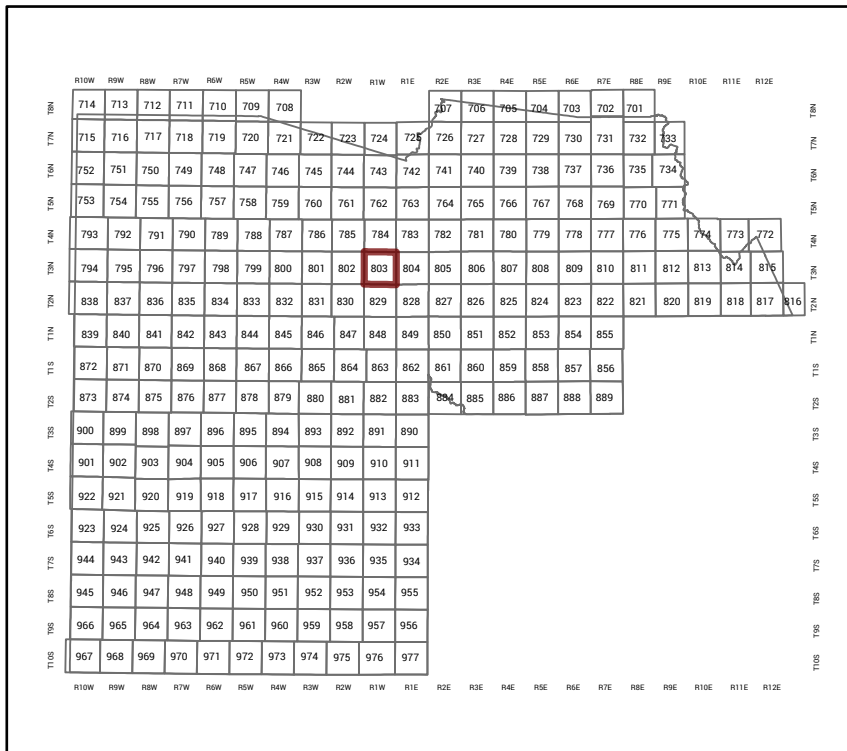 R10W R9W R8W R7W R6W R5W R4W R3W R2W R1W R1E R2E R3E R4E R5E R6E R7E R8E R9E R10E R11E R12E
T8N 714 713 712 711 710 709 708 707 706 705 704 703 702 701 T8N
T7N 715 716 717 718 719 720 721 722 723 724 725 726 727 728 729 730 731 732 733 T7N
T6N 752 751 750 749 748 747 746 745 744 743 742 741 740 739 738 737 736 735 734 T6N
T5N 753 754 755 756 757 758 759 760 761 762 763 764 765 766 767 768 769 770 771 T5N
T4N 793 792 791 790 789 788 787 786 785 784 783 782 781 780 779 778 777 776 775 774 773 772 T4N
T3N 794 795 796 797 798 799 800 801 802 803 804 805 806 807 808 809 810 811 812 813 814 815 T3N
T2N 838 837 836 835 834 833 832 831 830 829 828 827 826 825 824 823 822 821 820 819 818 817 816 T2N
T1N 839 840 841 842 843 844 845 846 847 848 849 850 851 852 853 854 855 T1N
T1S 872 871 870 869 868 867 866 865 864 863 862 861 860 859 858 857 856 T1S
T2S 873 874 875 876 877 878 879 880 881 882 883 884 885 886 887 888 889 T2S
T3S 900 899 898 897 896 895 894 893 892 891 890 T3S
T4S 901 902 903 904 905 906 907 908 909 910 911 T4S
T5S 922 921 920 919 918 917 916 915 914 913 912 T5S
T6S 923 924 925 926 927 928 929 930 931 932 933 T6S
T7S 944 943 942 941 940 939 938 937 936 935 934 T7S
T8S 945 946 947 948 949 950 951 952 953 954 955 T8S
T9S 966 965 964 963 962 961 960 959 958 957 956 T9S
T10S 967 968 969 970 971 972 973 974 975 976 977 T10S
R10W R9W R8W R7W R6W R5W R4W R3W R2W R1W R1E R2E R3E R4E R5E R6E R7E R8E R9E R10E R11E R12E